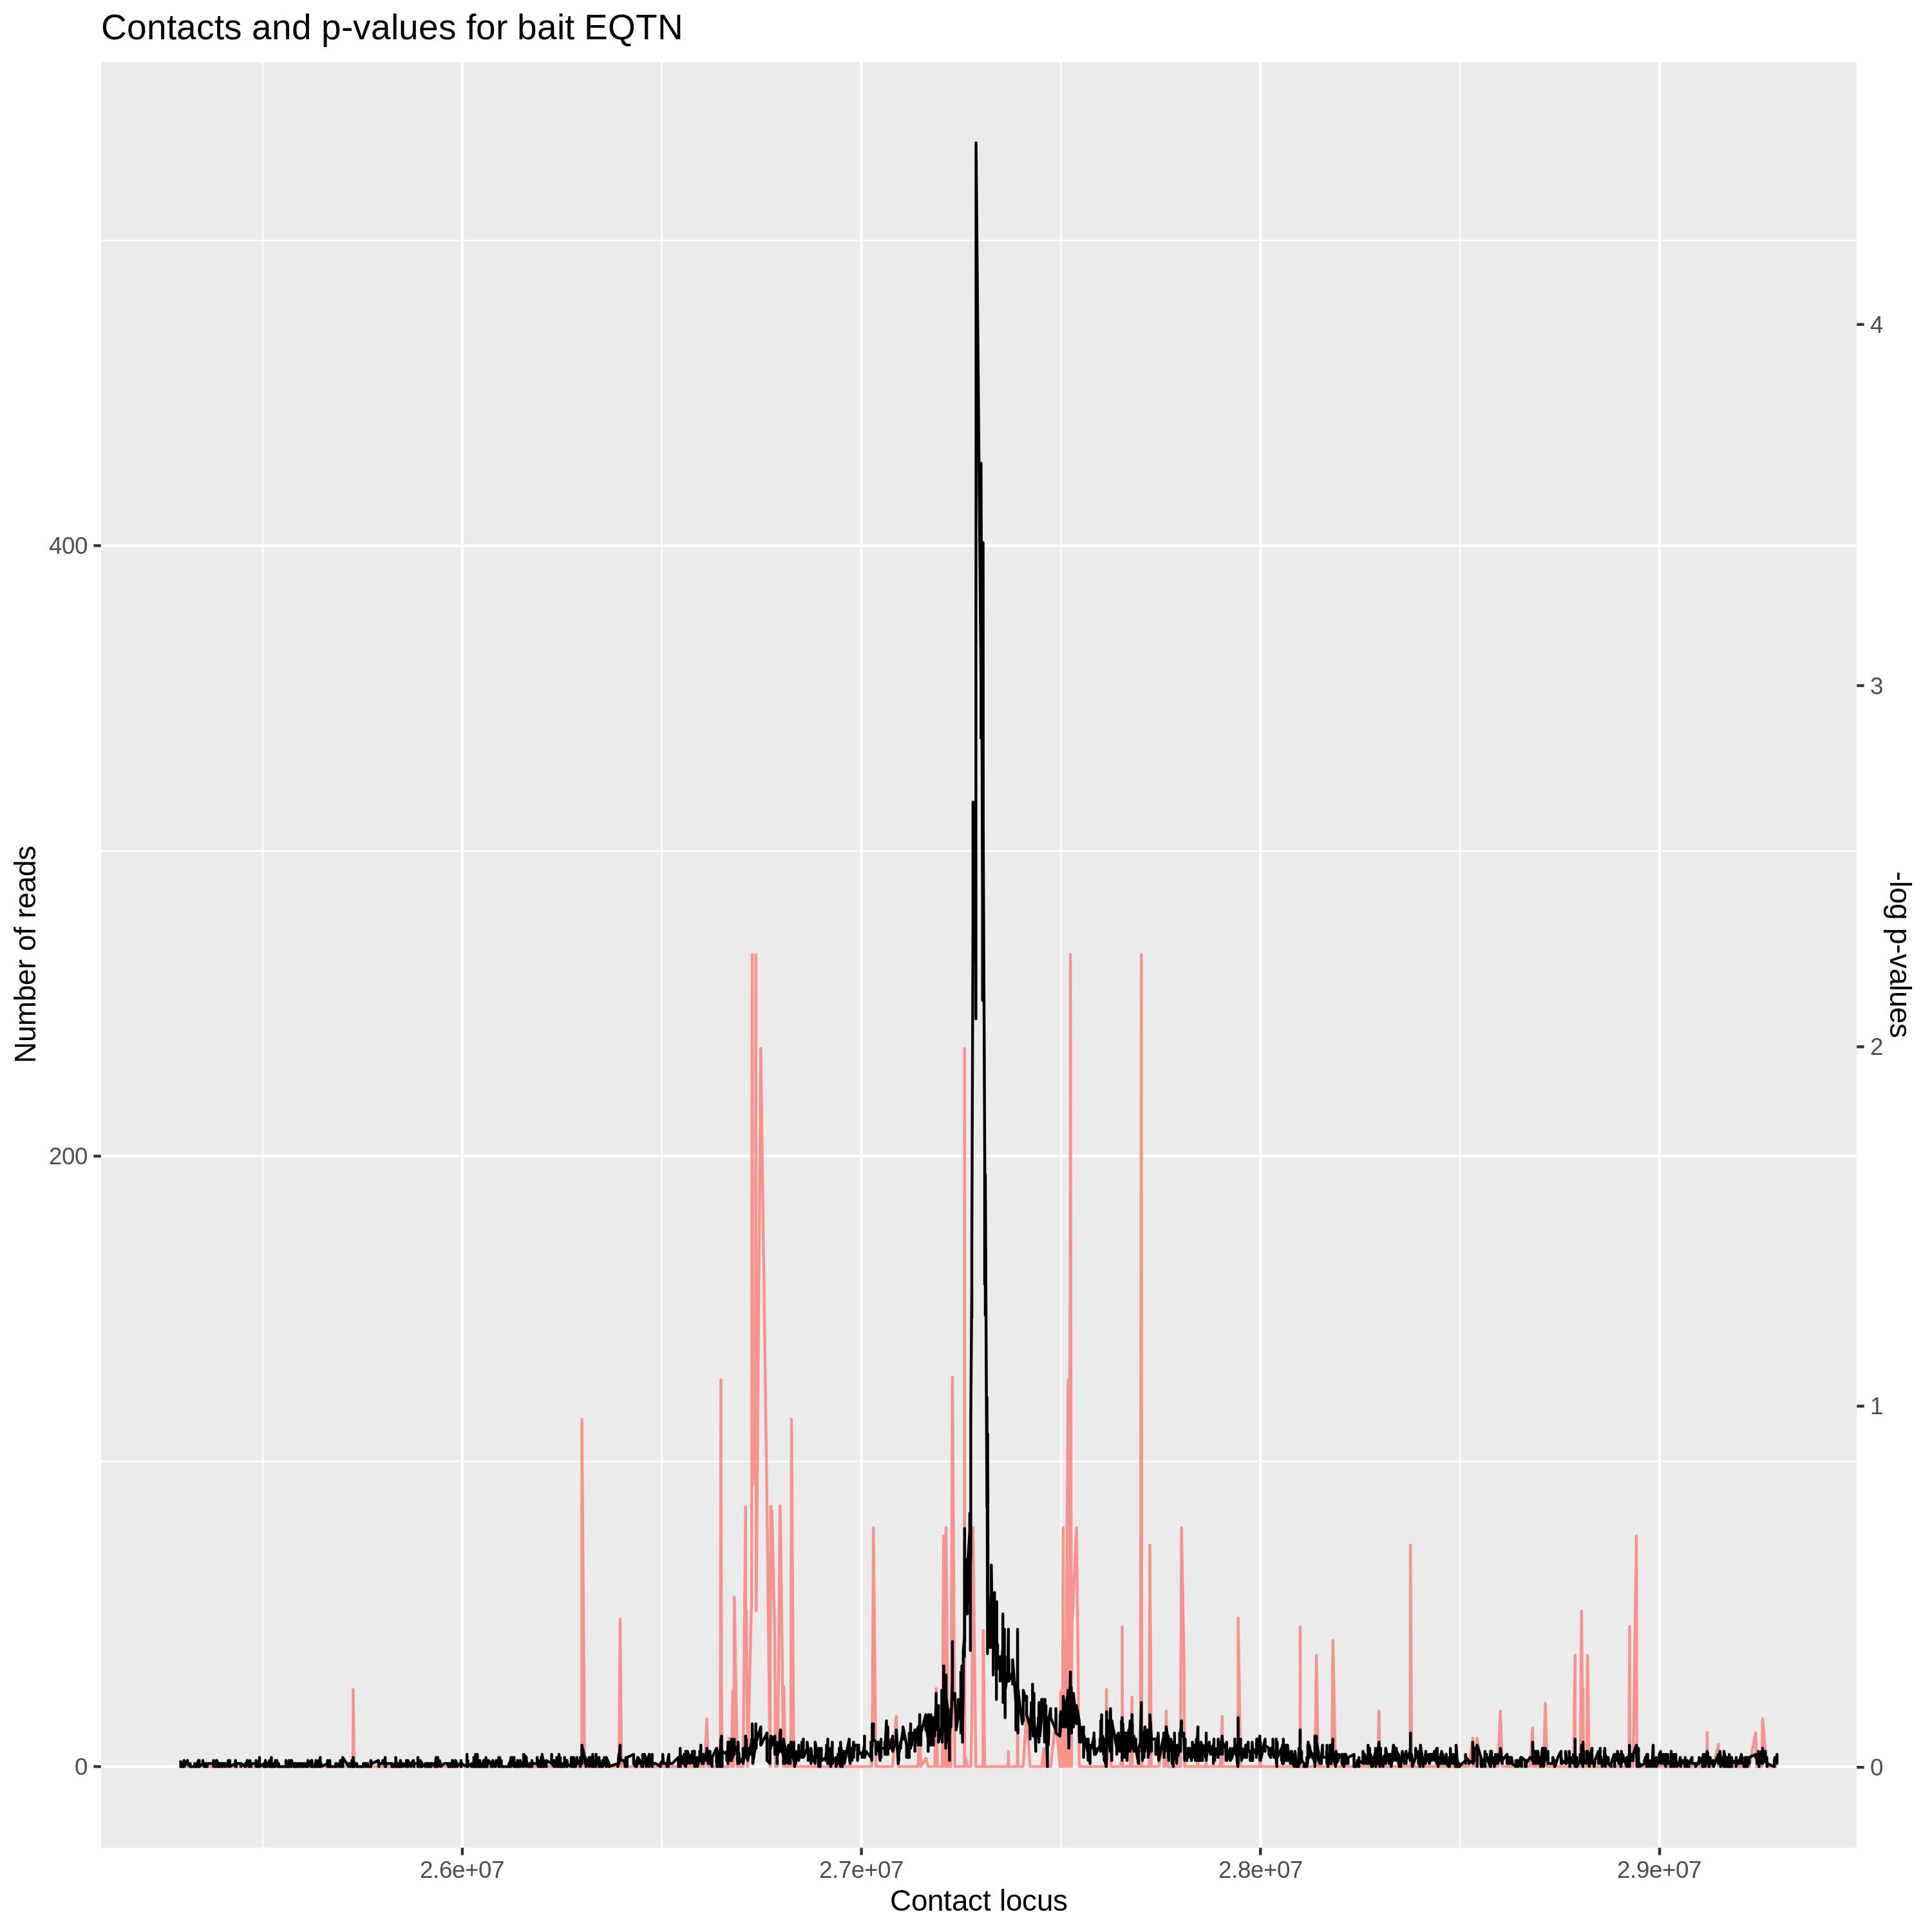 Contacts and p-values for bait EQTN
Number of reads
400
200
0
4
3
2
1
0
-log p-values
2.6e+07
2.7e+07
2.8e+07
2.9e+07
Contact locus